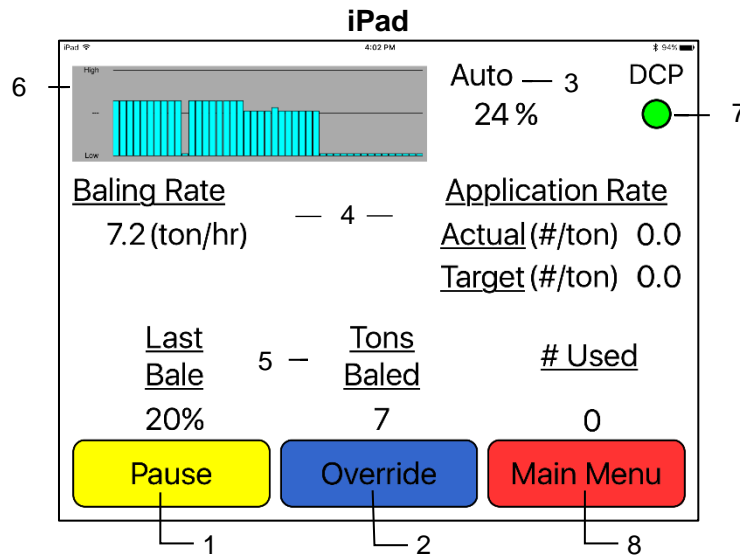 iPad
iPad 4:02 PM 94%
6 High Auto 3 DCP
--- 24 % 7
Low
Baling Rate 4 Application Rate
7.2 (ton/hr) Actual (#/ton) 0.0
Target (#/ton) 0.0
Last Bale 5 Tons Baled # Used
20% 7 0
Pause Override Main Menu
1 2 8